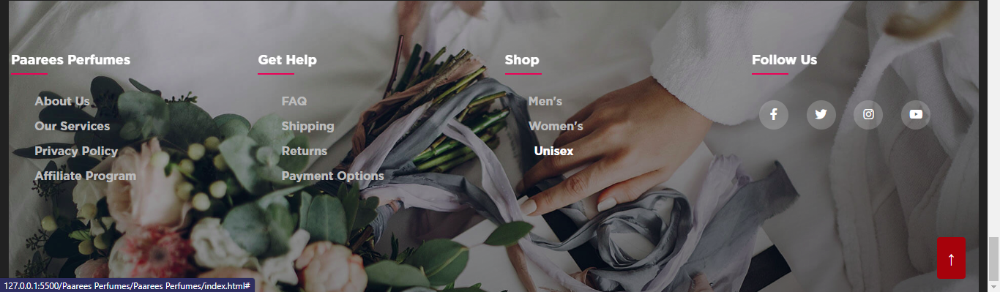 Paarees Perfumes
About Us
Our Services
Privacy Policy
Affiliate Program
Get Help
FAQ
Shipping
Returns
Payment Options
Shop
Men's
Women's
Unisex
Follow Us
↑
127.0.0.1:5500/Paarees Perfumes/Paarees Perfumes/index.html#